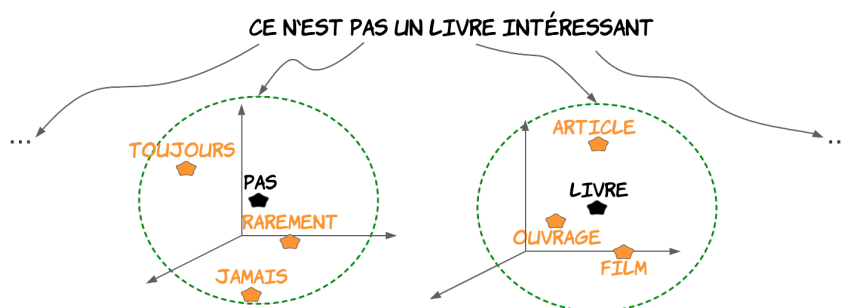 CE N'EST PAS UN LIVRE INTÉRESSANT
...
TOUJOURS
PAS
RAREMENT
JAMAIS
ARTICLE
LIVRE
OUVRAGE
FILM
..